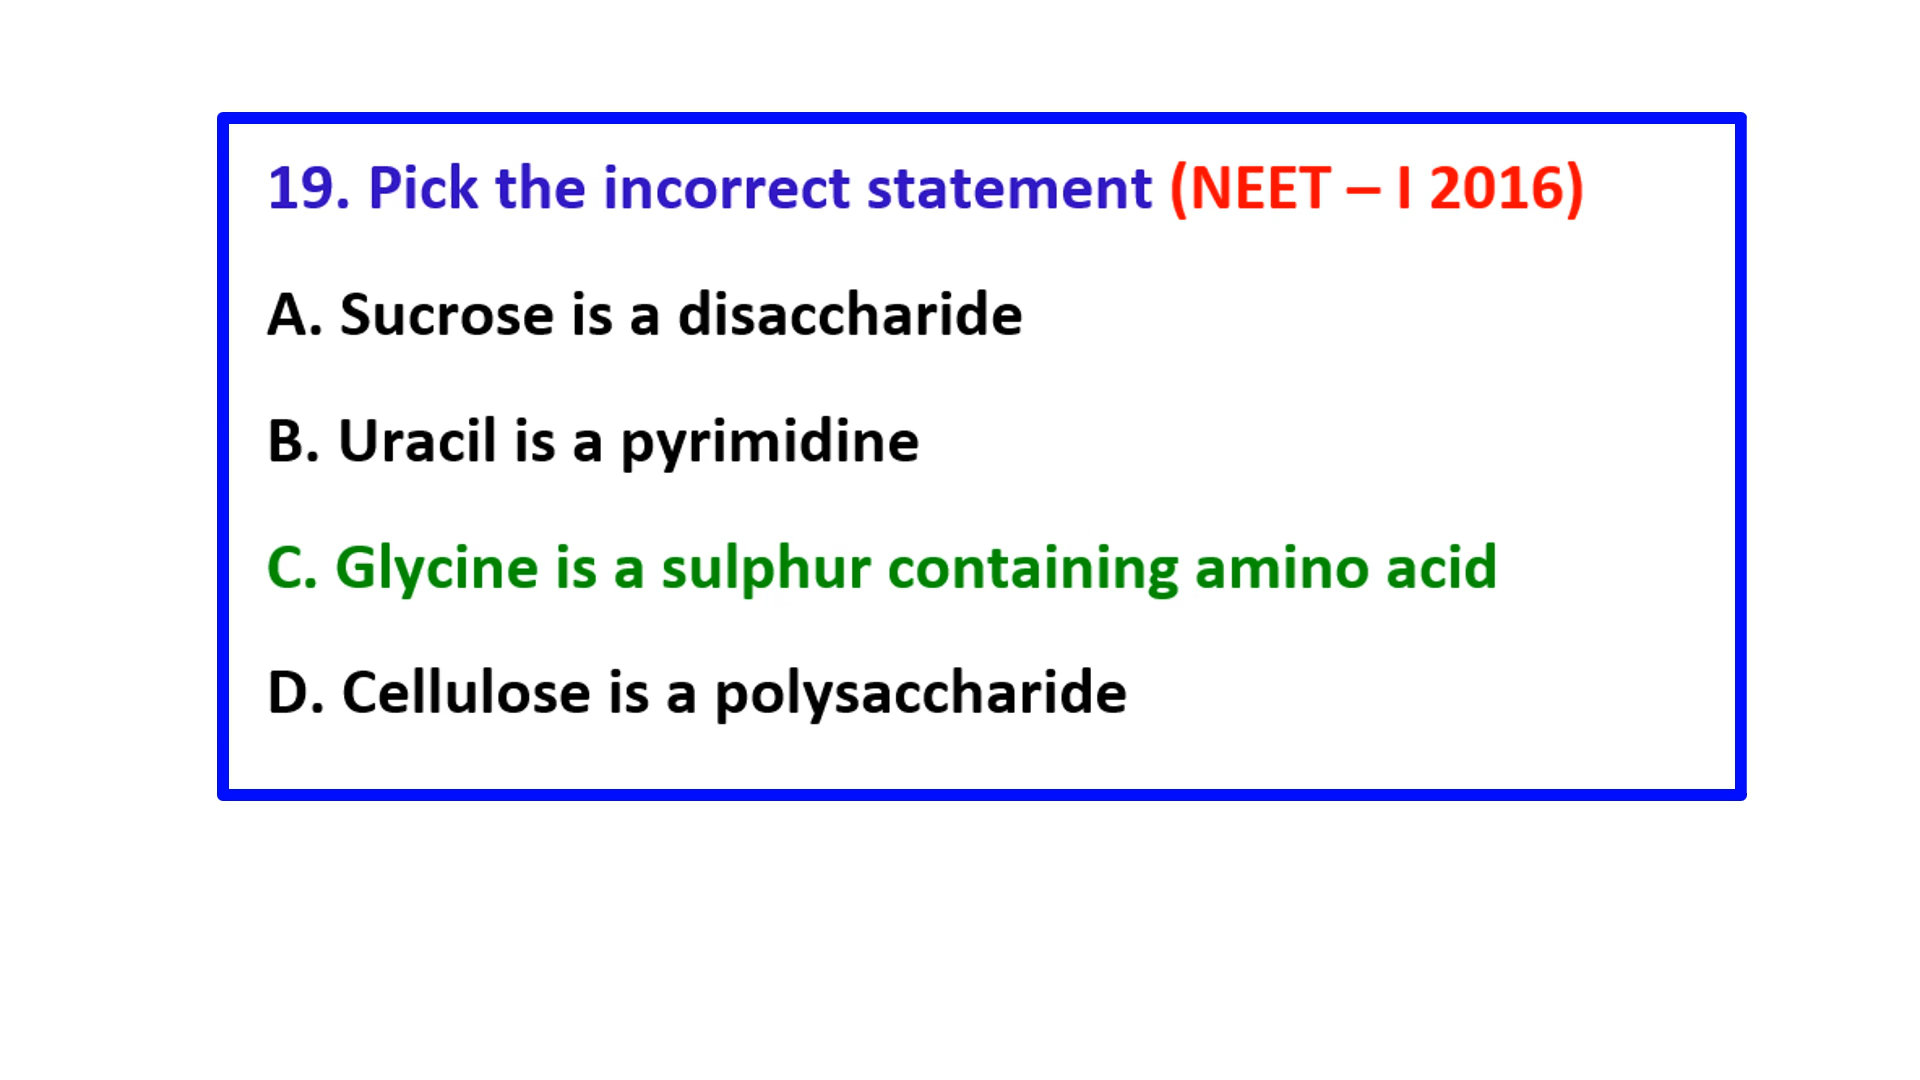 19. Pick the incorrect statement (NEET – I 2016)
A. Sucrose is a disaccharide
B. Uracil is a pyrimidine
C. Glycine is a sulphur containing amino acid
D. Cellulose is a polysaccharide